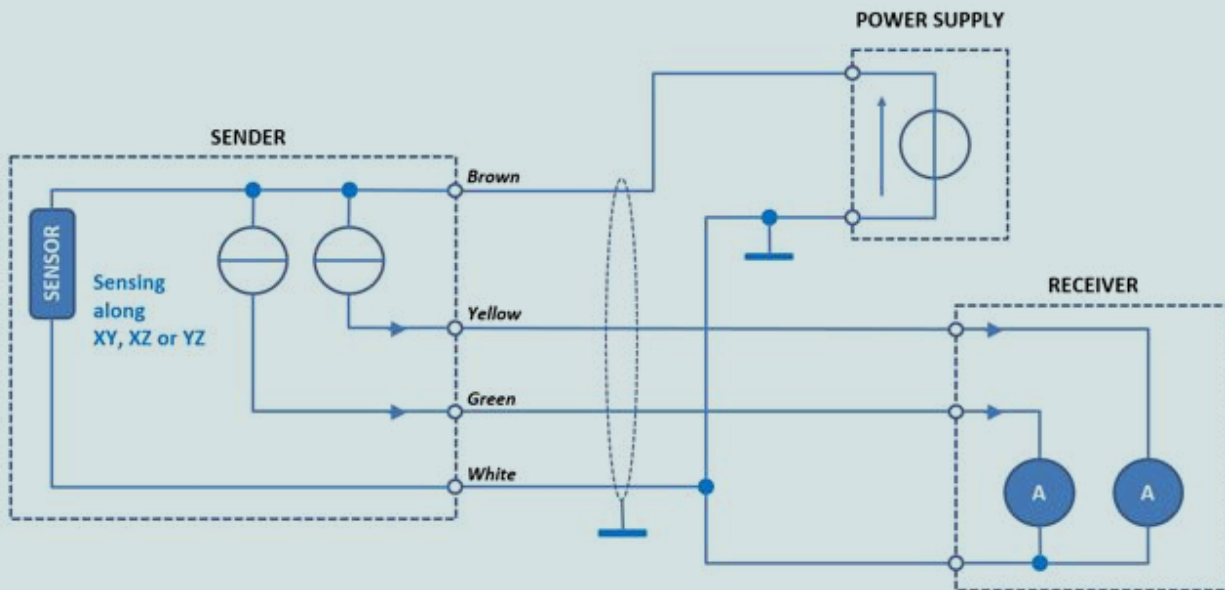 POWER SUPPLY
SENDER
Brown
SENSOR
Sensing
along
XY, XZ or YZ
RECEIVER
Yellow
Green
White
A
A